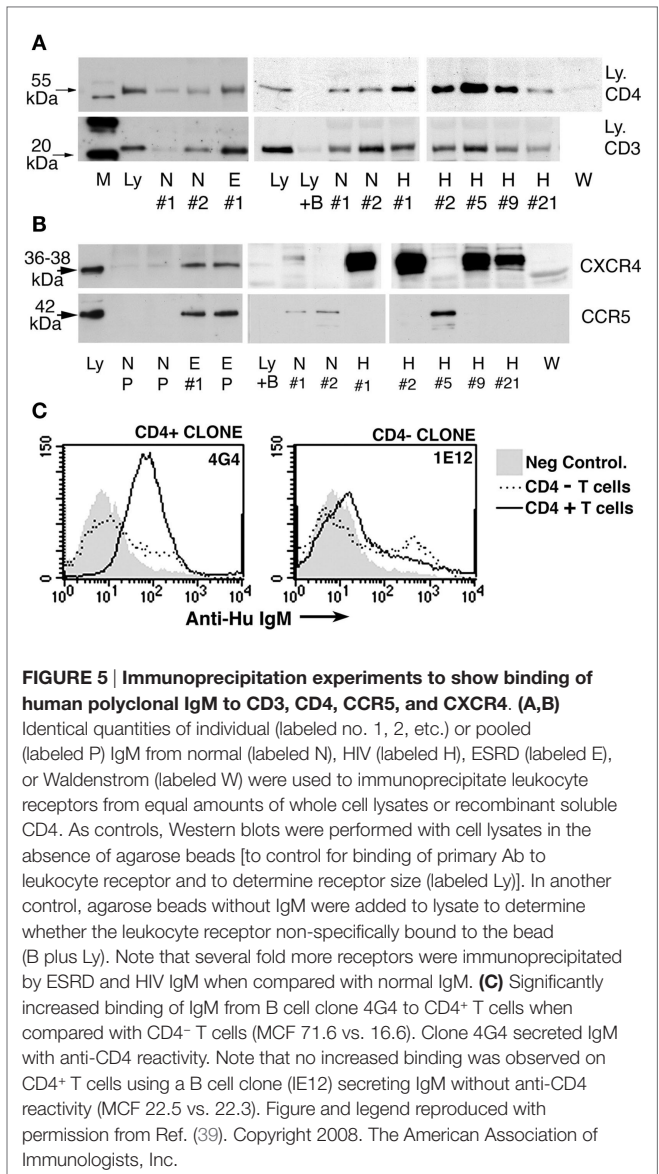 A
55
kDa
Ly.
CD4
20
kDa
Ly.
CD3
M Ly N N E Ly Ly N N H H H H H W
#1 #2 #1 +B #1 #2 #1 #2 #5 #9 #21
B
36-38
kDa
CXCR4
42
kDa
CCR5
Ly N N E E Ly N N H H H H H W
P P #1 P +B #1 #2 #1 #2 #5 #9 #21
C
CD4+ CLONE
4G4
CD4- CLONE
1E12
150
0
10⁰ 10¹ 10² 10³ 10⁴
150
0
10⁰ 10¹ 10² 10³ 10⁴
Anti-Hu IgM
Neg Control.
CD4 - T cells
CD4 + T cells
FIGURE 5 | Immunoprecipitation experiments to show binding of
human polyclonal IgM to CD3, CD4, CCR5, and CXCR4. (A,B)
Identical quantities of individual (labeled no. 1, 2, etc.) or pooled
(labeled P) IgM from normal (labeled N), HIV (labeled H), ESRD (labeled E),
or Waldenstrom (labeled W) were used to immunoprecipitate leukocyte
receptors from equal amounts of whole cell lysates or recombinant soluble
CD4. As controls, Western blots were performed with cell lysates in the
absence of agarose beads [to control for binding of primary Ab to
leukocyte receptor and to determine receptor size (labeled Ly)]. In another
control, agarose beads without IgM were added to lysate to determine
whether the leukocyte receptor non-specifically bound to the bead
(B plus Ly). Note that several fold more receptors were immunoprecipitated
by ESRD and HIV IgM when compared with normal IgM. (C) Significantly
increased binding of IgM from B cell clone 4G4 to CD4⁺ T cells when
compared with CD4⁻ T cells (MCF 71.6 vs. 16.6). Clone 4G4 secreted IgM
with anti-CD4 reactivity. Note that no increased binding was observed on
CD4⁺ T cells using a B cell clone (IE12) secreting IgM without anti-CD4
reactivity (MCF 22.5 vs. 22.3). Figure and legend reproduced with
permission from Ref. (39). Copyright 2008. The American Association of
Immunologists, Inc.